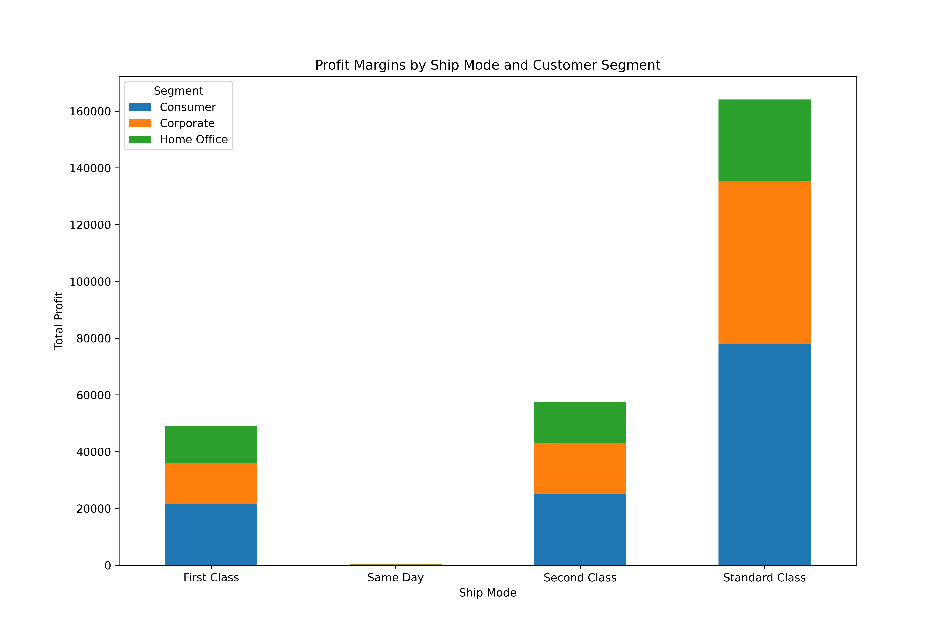 Profit Margins by Ship Mode and Customer Segment
Segment
Consumer
Corporate
Home Office
160000
140000
120000
100000
80000
60000
40000
20000
0
Total Profit
First Class
Same Day
Second Class
Standard Class
Ship Mode